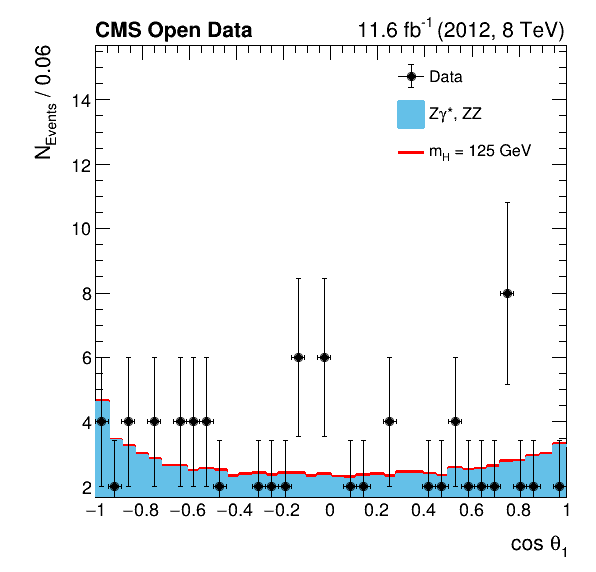 CMS Open Data 11.6 fb⁻¹ (2012, 8 TeV)
N_Events / 0.06
Data
Zγ*, ZZ
m_H = 125 GeV
14
12
10
8
6
4
2
−1 −0.8 −0.6 −0.4 −0.2 0 0.2 0.4 0.6 0.8 1
cos θ₁